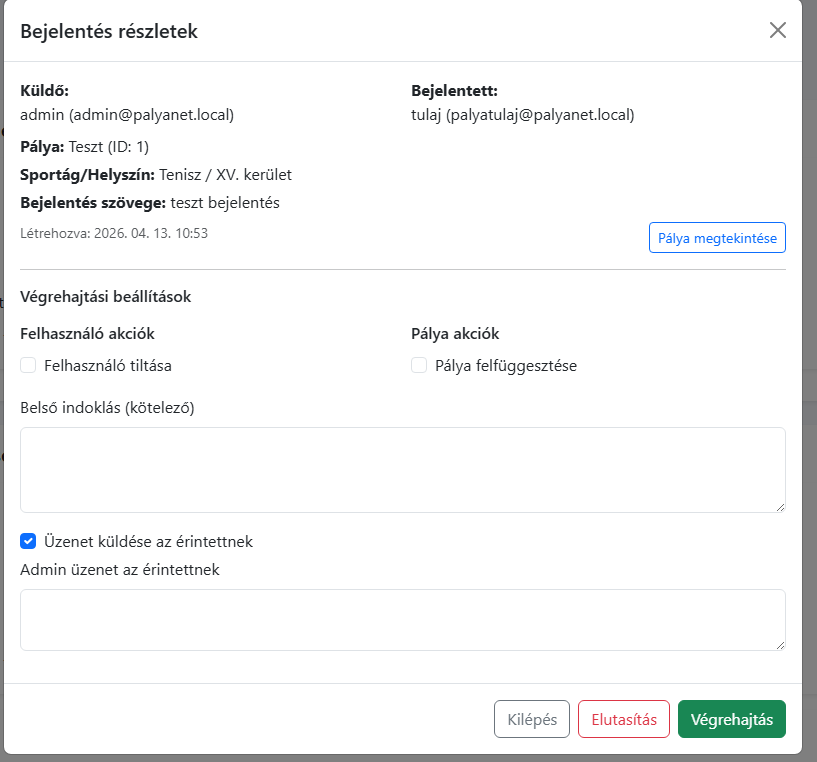 Bejelentés részletek
Küldő:
admin (admin@palyanet.local)
Bejelentett:
tulaj (palyatulaj@palyanet.local)
Pálya: Teszt (ID: 1)
Sportág/Helyszín: Tenisz / XV. kerület
Bejelentés szövege: teszt bejelentés
Létrehozva: 2026. 04. 13. 10:53
Pálya megtekintése
Végrehajtási beállítások
Felhasználó akciók
Felhasználó tiltása
Pálya akciók
Pálya felfüggesztése
Belső indoklás (kötelező)
Üzenet küldése az érintettnek
Admin üzenet az érintettnek
Kilépés
Elutasítás
Végrehajtás